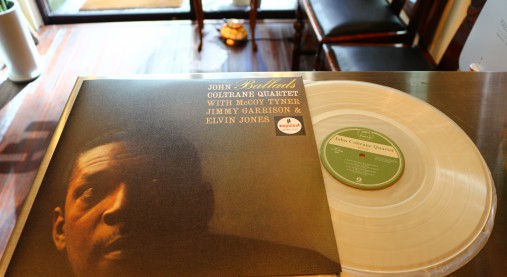 JOHN Ballads
COLTRANE QUARTET
WITH McCOY TYNER
JIMMY GARRISON &
ELVIN JONES
impulse!
John Coltrane Quartet